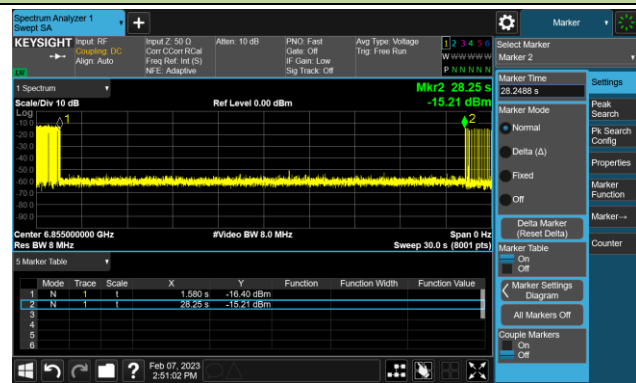 Spectrum Analyzer 1
Swept SA
Marker
KEYSIGHT
Input: RF
Coupling: DC
Align: Auto
Input Z: 50 Ω
Corr CCorr RCal
Freq Ref: Int (S)
NFE: Adaptive
Atten: 10 dB
PNO: Fast
Gate: Off
IF Gain: Low
Sig Track: Off
Avg Type: Voltage
Trig: Free Run
1 2 3 4 5 6
W W W W W W
P N N N N N
LU
Select Marker
Marker 2
1 Spectrum
Scale/Div 10 dB
Ref Level 0.00 dBm
Mkr2 28.25 s
-15.21 dBm
Log
-10.0
-20.0
-30.0
-40.0
-50.0
-60.0
-70.0
-80.0
-90.0
1
2
Center 6.855000000 GHz
Res BW 8 MHz
#Video BW 8.0 MHz
Span 0 Hz
Sweep 30.0 s (8001 pts)
5 Marker Table
Mode Trace Scale X Y Function Function Width Function Value
1 N 1 t 1.580 s -16.40 dBm
2 N 1 t 28.25 s -15.21 dBm
3
4
5
6
Marker Time
28.2488 s
Marker Mode
Normal
Delta (Δ)
Fixed
Off
Delta Marker
(Reset Delta)
Marker Table
On
Off
Marker Settings
Diagram
All Markers Off
Couple Markers
On
Off
Settings
Peak
Search
Pk Search
Config
Properties
Marker
Function
Marker→
Counter
?
Feb 07, 2023
2:51:02 PM